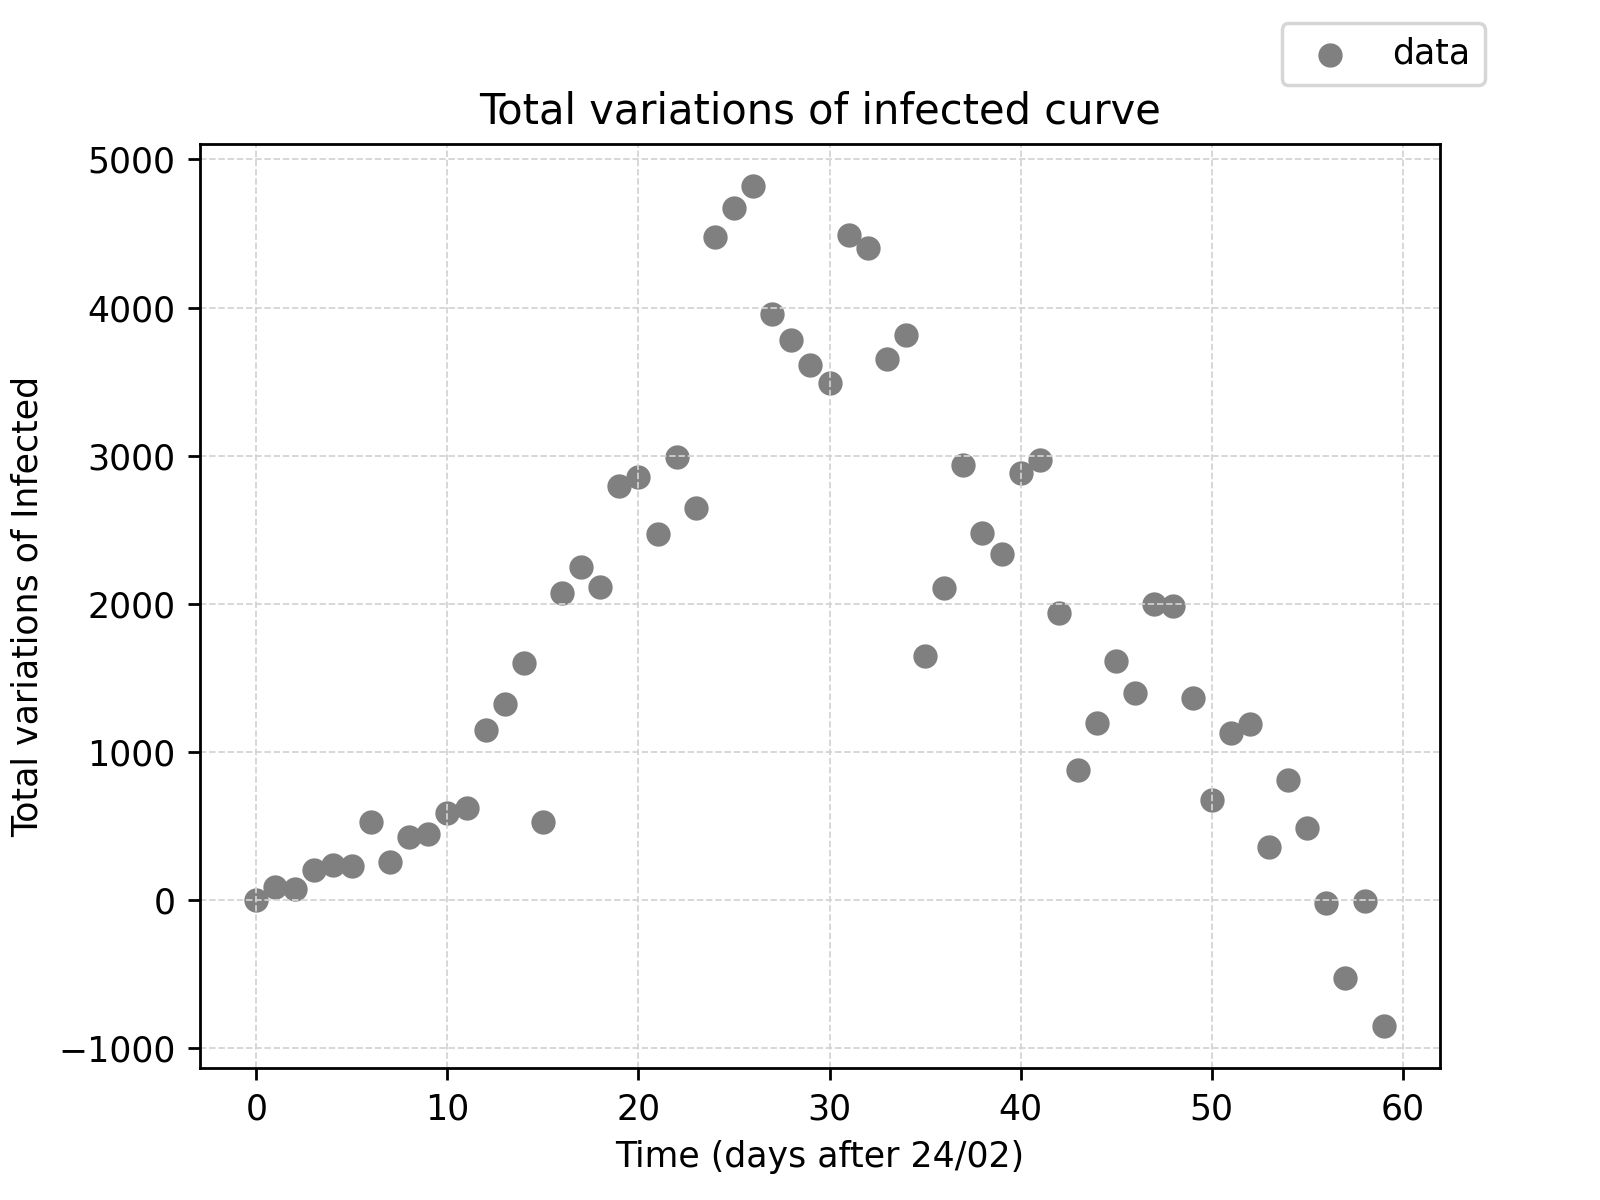 data
Total variations of infected curve
5000
4000
3000
2000
1000
0
−1000
Total variations of Infected
0 10 20 30 40 50 60
Time (days after 24/02)